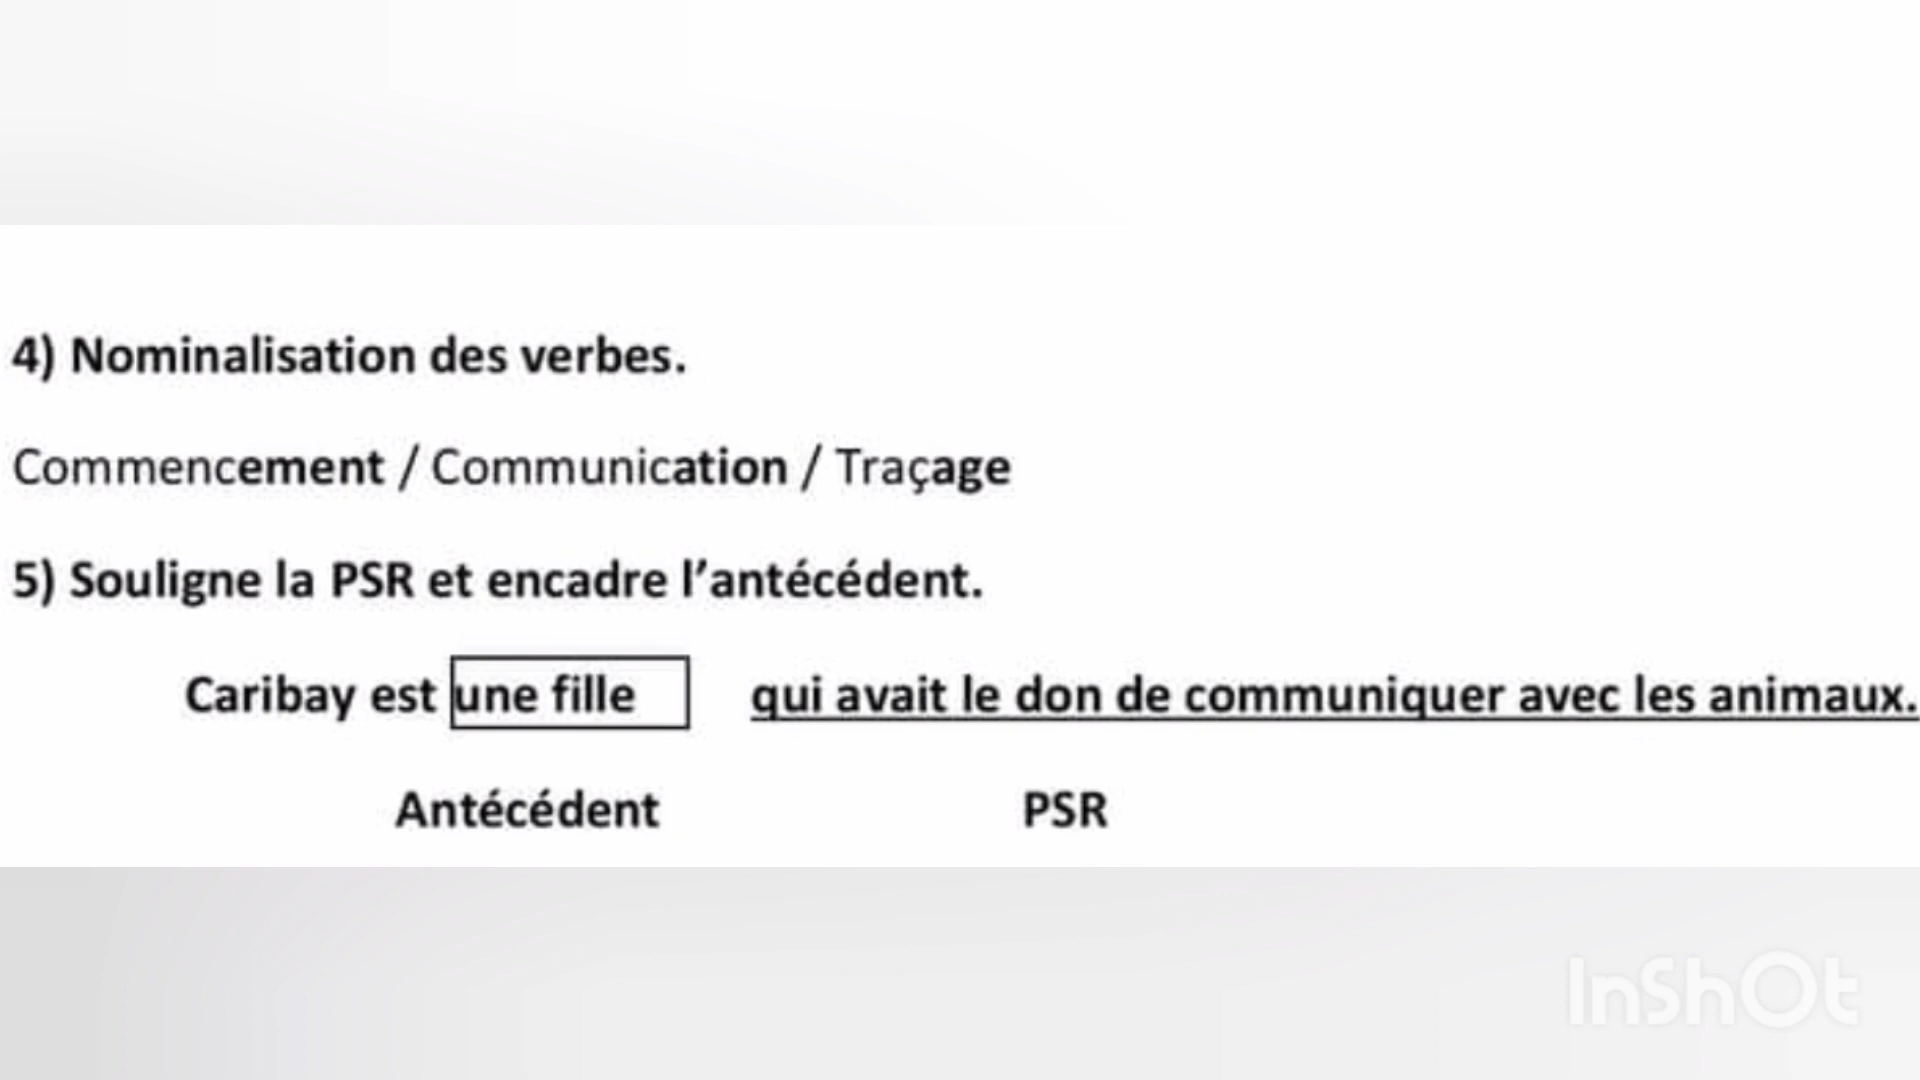 4) Nominalisation des verbes.
Commencement / Communication / Traçage
5) Souligne la PSR et encadre l’antécédent.
Caribay est une fille qui avait le don de communiquer avec les animaux.
Antécédent PSR
InShOt